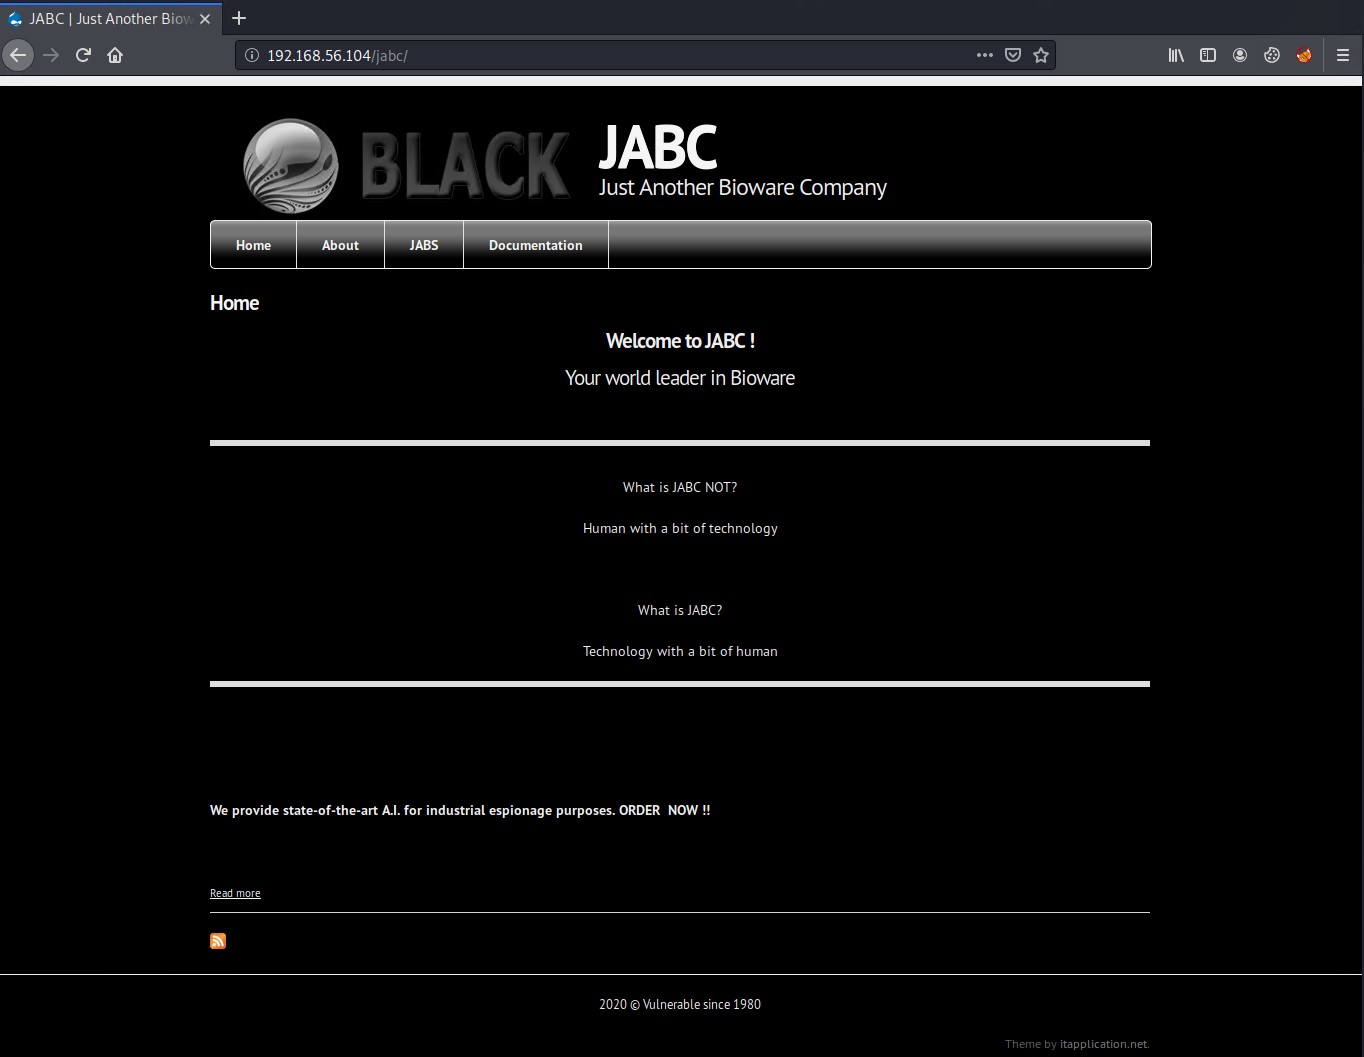 JABC | Just Another Biow
192.168.56.104/jabc/
BLACK
JABC
Just Another Bioware Company
Home About JABS Documentation
Home
Welcome to JABC !
Your world leader in Bioware
What is JABC NOT?
Human with a bit of technology
What is JABC?
Technology with a bit of human
We provide state-of-the-art A.I. for industrial espionage purposes. ORDER  NOW !!
Read more
2020 © Vulnerable since 1980
Theme by itapplication.net.